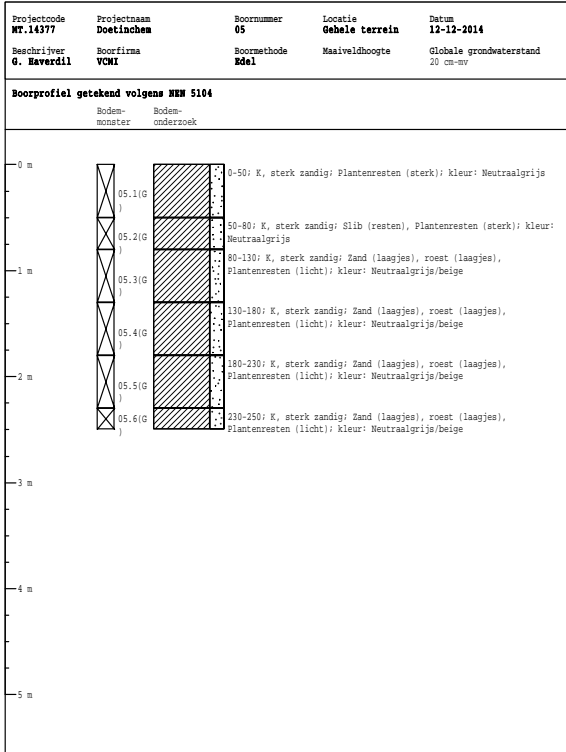 Projectcode Projectnaam Boornummer Locatie Datum
MT.14377 Doetinchem 05 Gehele terrein 12-12-2014
Beschrijver Boorfirma Boormethode Maaiveldhoogte Globale grondwaterstand
G. Haverdil VCMI Edel 20 cm-mv
Boorprofiel getekend volgens NEN 5104
Bodem- Bodem-
monster onderzoek
0 m
0-50; K, sterk zandig; Plantenresten (sterk); kleur: Neutraalgrijs
05.1(G
)
50-80; K, sterk zandig; Slib (resten), Plantenresten (sterk); kleur:
Neutraalgrijs
05.2(G
)
80-130; K, sterk zandig; Zand (laagjes), roest (laagjes),
Plantenresten (licht); kleur: Neutraalgrijs/beige
1 m
05.3(G
)
130-180; K, sterk zandig; Zand (laagjes), roest (laagjes),
Plantenresten (licht); kleur: Neutraalgrijs/beige
05.4(G
)
180-230; K, sterk zandig; Zand (laagjes), roest (laagjes),
Plantenresten (licht); kleur: Neutraalgrijs/beige
2 m
05.5(G
)
230-250; K, sterk zandig; Zand (laagjes), roest (laagjes),
Plantenresten (licht); kleur: Neutraalgrijs/beige
05.6(G
)
3 m
4 m
5 m